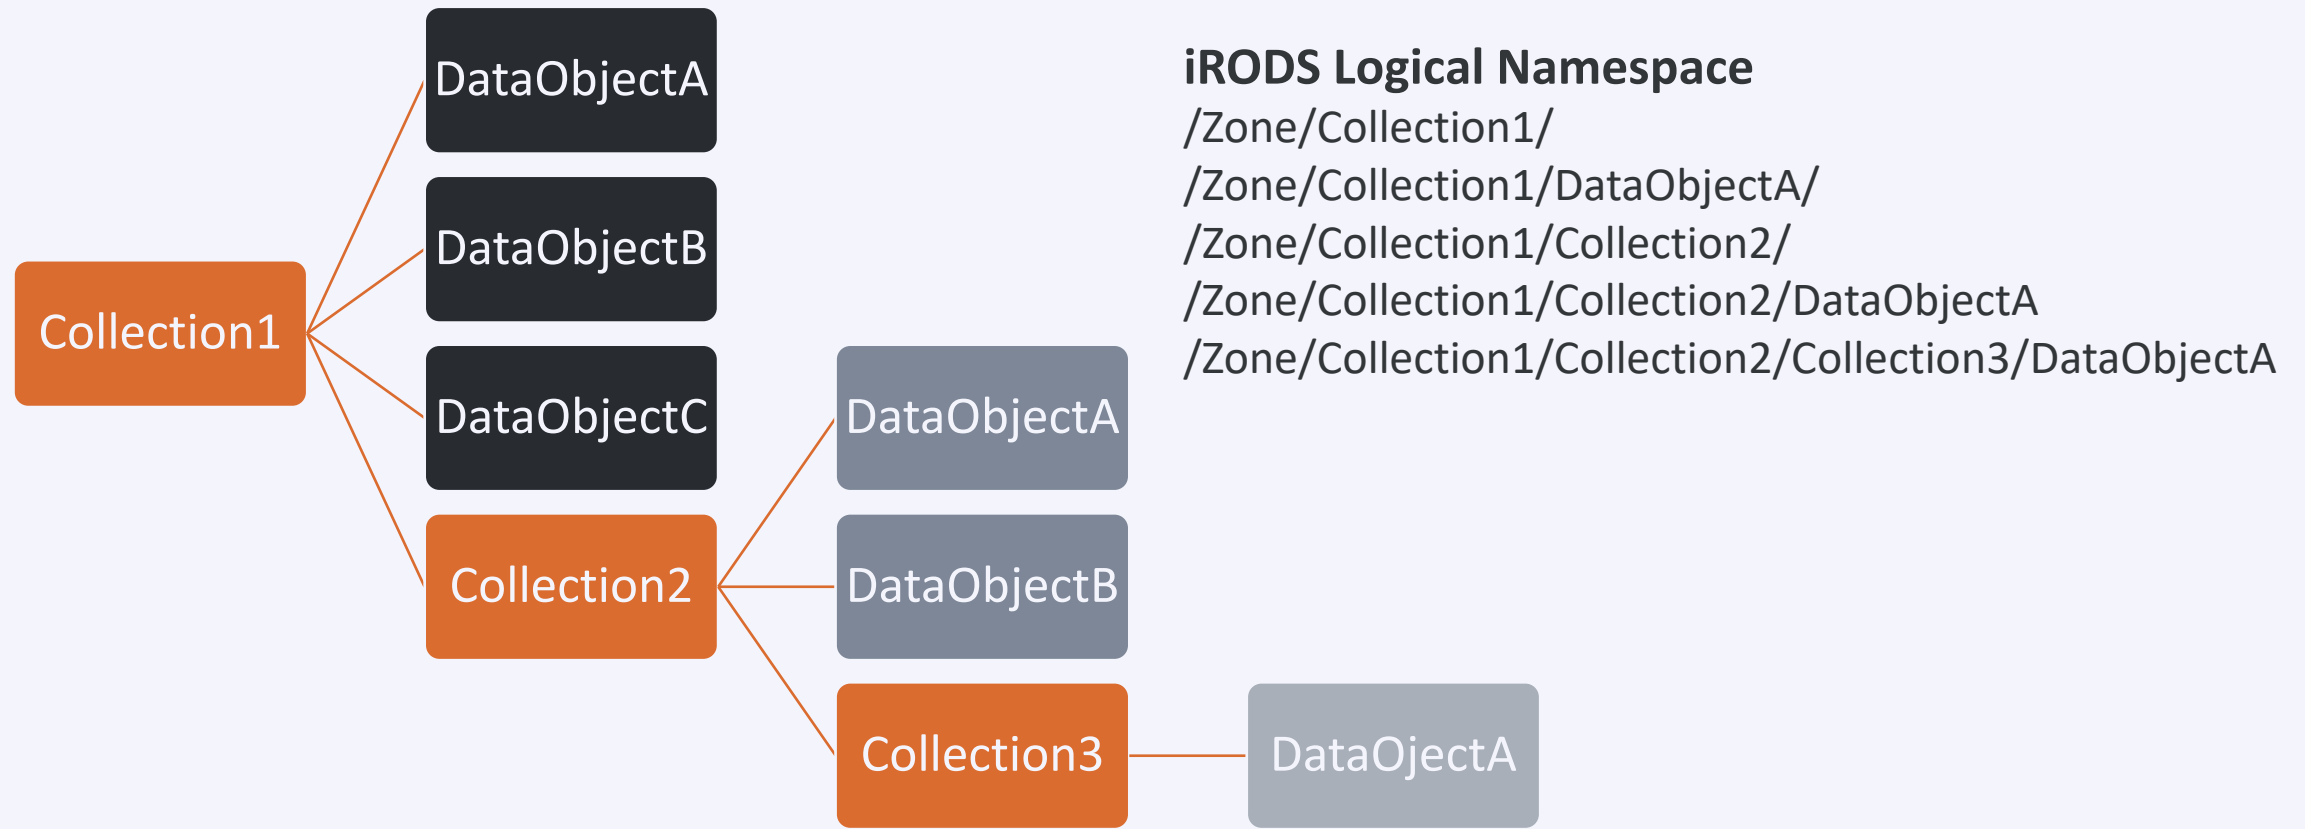 DataObjectA
DataObjectB
Collection1
DataObjectC
Collection2
DataObjectA
DataObjectB
Collection3
DataOjectA
iRODS Logical Namespace
/Zone/Collection1/
/Zone/Collection1/DataObjectA/
/Zone/Collection1/Collection2/
/Zone/Collection1/Collection2/DataObjectA
/Zone/Collection1/Collection2/Collection3/DataObjectA